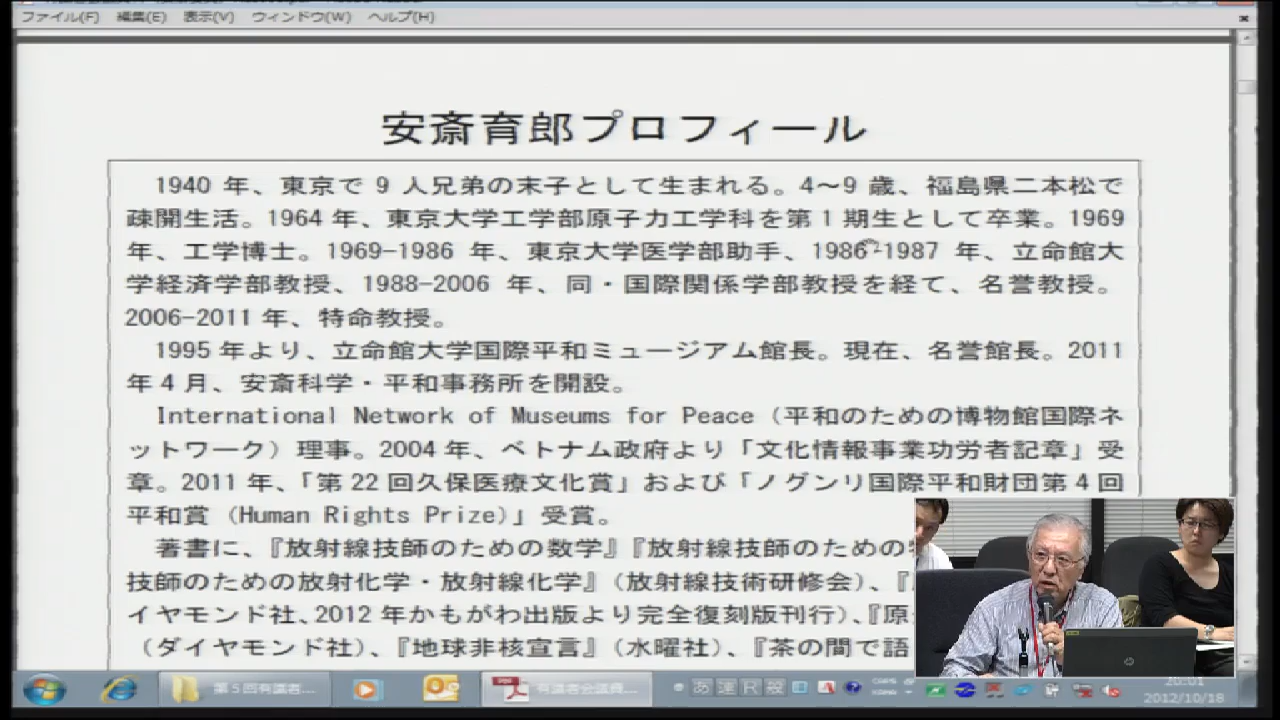 ファイル(F) 編集(E) 表示(V) ウィンドウ(W) ヘルプ(H)
安斎育郎プロフィール
1940 年、東京で 9 人兄弟の末子として生まれる。4～9 歳、福島県二本松で
疎開生活。1964 年、東京大学工学部原子力工学科を第 1 期生として卒業。1969
年、工学博士。1969-1986 年、東京大学医学部助手、1986-1987 年、立命館大
学経済学部教授、1988-2006 年、同・国際関係学部教授を経て、名誉教授。
2006-2011 年、特命教授。
1995 年より、立命館大学国際平和ミュージアム館長。現在、名誉館長。2011
年 4 月、安斎科学・平和事務所を開設。
International Network of Museums for Peace（平和のための博物館国際ネ
ットワーク）理事。2004 年、ベトナム政府より「文化情報事業功労者記章」受
章。2011 年、「第 22 回久保医療文化賞」および「ノグンリ国際平和財団第 4 回
平和賞（Human Rights Prize)」受賞。
著書に、『放射線技師のための数学』『放射線技師のための
技師のための放射化学・放射線化学』（放射線技術研修会）、『
イヤモンド社、2012 年かもがわ出版より完全復刻版刊行）、『原
（ダイヤモンド社）、『地球非核宣言』（水曜社）、『茶の間で語
第5回有識者...
有識者会議資...
あ 連 R 般
20:01
2012/10/18